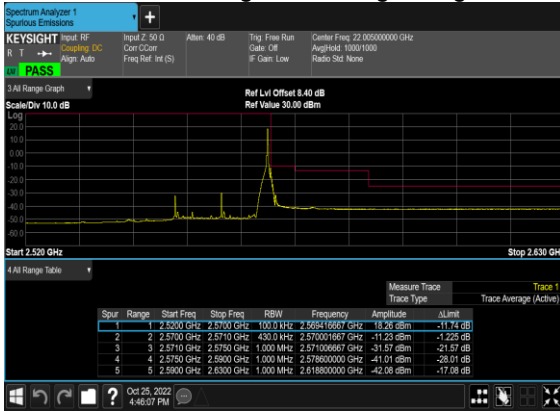 Spectrum Analyzer 1
Spurious Emissions
+
KEYSIGHT Input: RF Input Z: 50 Ω Atten: 40 dB Trig: Free Run Center Freq: 22.005000000 GHz
R T Coupling: DC Corr CCorr Gate: Off Avg|Hold: 1000/1000
Align: Auto Freq Ref: Int (S) IF Gain: Low Radio Std: None
PASS
3 All Range Graph
Ref Lvl Offset 8.40 dB
Scale/Div 10.0 dB Ref Value 30.00 dBm
Log
20.0
10.0
0.00
-10.0
-20.0
-30.0
-40.0
-50.0
-60.0
Start 2.520 GHz Stop 2.630 GH
4 All Range Table
Measure Trace Trace 1
Trace Type Trace Average (Active)
Spur Range Start Freq Stop Freq RBW Frequency Amplitude ΔLimit
1 1 2.5200 GHz 2.5700 GHz 100.0 kHz 2.569416667 GHz 18.26 dBm -11.74 dB
2 2 2.5700 GHz 2.5710 GHz 430.0 kHz 2.570001667 GHz -11.23 dBm -1.225 dB
3 3 2.5710 GHz 2.5750 GHz 1.000 MHz 2.571006667 GHz -31.57 dBm -21.57 dB
4 4 2.5750 GHz 2.5900 GHz 1.000 MHz 2.578600000 GHz -41.01 dBm -28.01 dB
5 5 2.5900 GHz 2.6300 GHz 1.000 MHz 2.618800000 GHz -42.08 dBm -17.08 dB
? Oct 25, 2022
4:46:07 PM